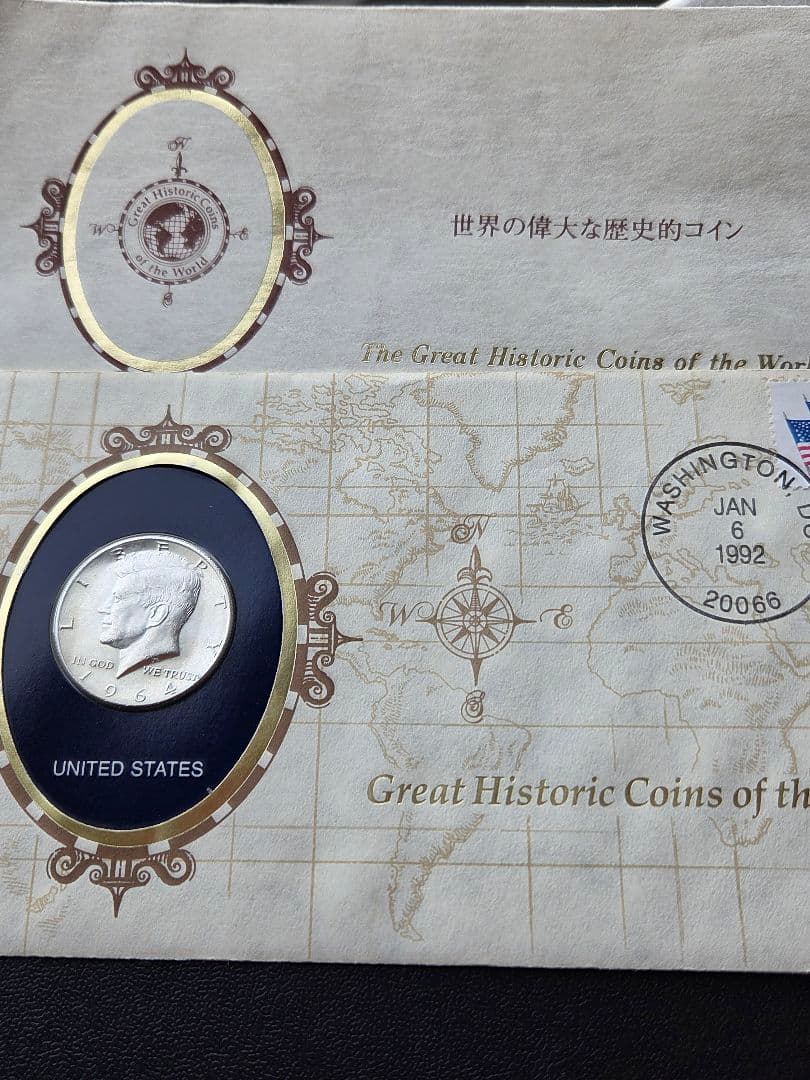 N
Great Historic Coins
W E
of the World
S
世界の偉大な歴史的コイン
The Great Historic Coins of the Wor
WASHINGTON, DC
JAN
6
1992
20066
N
W E
S
LIBERTY
IN GOD WE TRUST
1964
UNITED STATES
Great Historic Coins of th